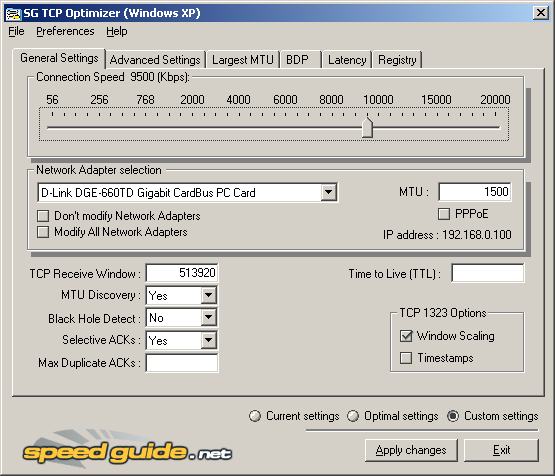 SG TCP Optimizer (Windows XP)
File Preferences Help
General Settings Advanced Settings Largest MTU BDP Latency Registry
Connection Speed 9500 (Kbps):
56 256 768 2000 4000 6000 8000 10000 15000 20000
Network Adapter selection
D-Link DGE-660TD Gigabit CardBus PC Card
MTU : 1500
Don't modify Network Adapters
PPPoE
Modify All Network Adapters
IP address : 192.168.0.100
TCP Receive Window : 513920
Time to Live (TTL) :
MTU Discovery : Yes
Black Hole Detect : No
TCP 1323 Options
Selective ACKs : Yes
Window Scaling
Max Duplicate ACKs :
Timestamps
Current settings Optimal settings Custom settings
speed guide.net
Apply changes Exit